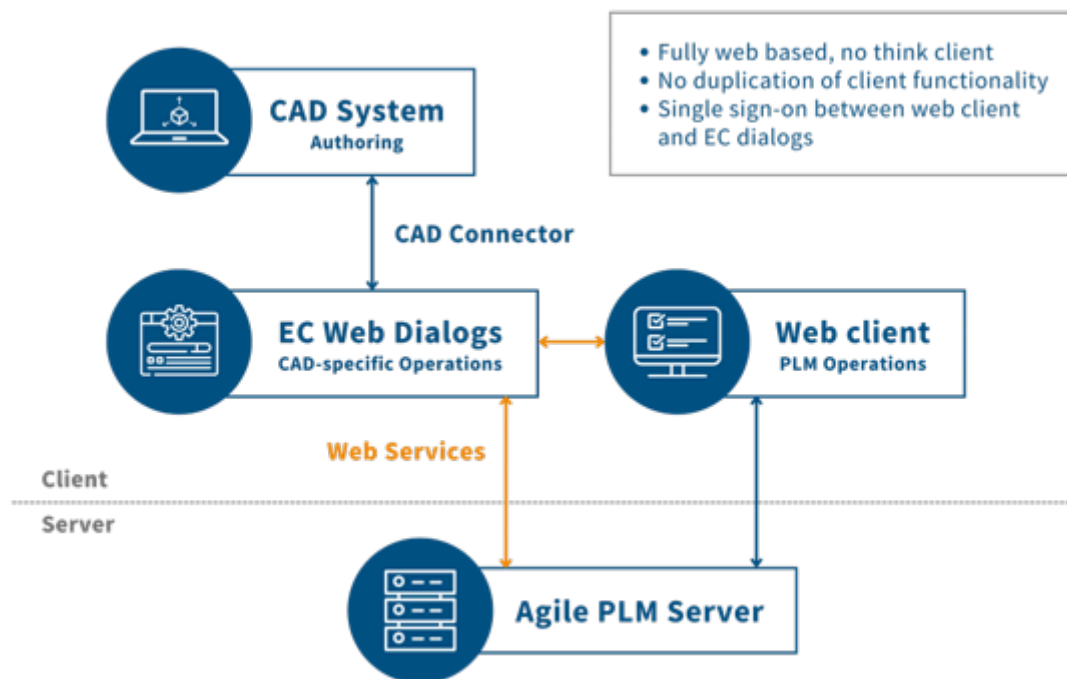 • Fully web based, no think client
• No duplication of client functionality
• Single sign-on between web client
and EC dialogs
CAD System
Authoring
CAD Connector
EC Web Dialogs
CAD-specific Operations
Web client
PLM Operations
Web Services
Client
Server
Agile PLM Server